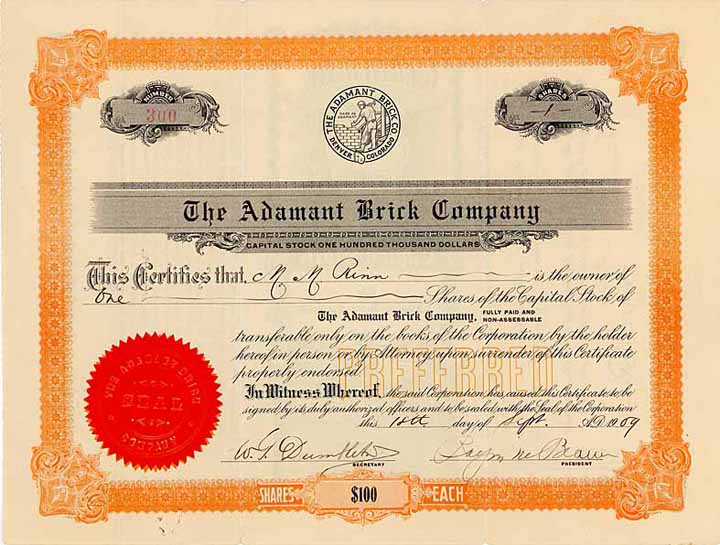 NUMBER
300
SHARES
-1-
THE ADAMANT BRICK CO.
DENVER COLORADO
The Adamant Brick Company
CAPITAL STOCK ONE HUNDRED THOUSAND DOLLARS
This Certifies that M M Rinn is the owner of
One Shares of the Capital Stock of
The Adamant Brick Company, FULLY PAID AND NON-ASSESSABLE
transferable only on the books of the Corporation by the holder
hereof in person or by Attorney upon surrender of this Certificate
properly endorsed.
PREFERRED
In Witness Whereof, the said Corporation has caused this Certificate to be
signed by its duly authorized officers and to be sealed with the Seal of the Corporation
this day of Sept. A.D. 1909
SECRETARY
PRESIDENT
THE ADAMANT BRICK
SEAL
COMPANY
SHARES $100 EACH